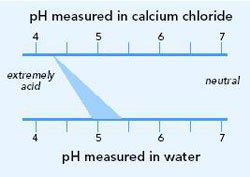 pH measured in calcium chloride
4 5 6 7
extremely neutral
acid
4 5 6 7
pH measured in water